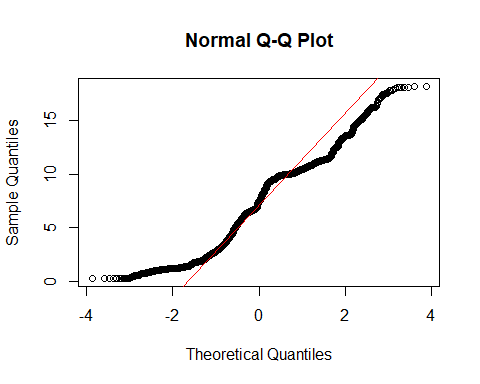 Normal Q-Q Plot
Sample Quantiles
15
10
5
0
-4 -2 0 2 4
Theoretical Quantiles